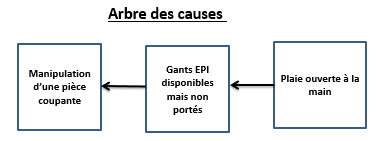 Arbre des causes
Manipulation
d'une pièce
coupante
Gants EPI
disponibles
mais non
portés
Plaie ouverte à la
main